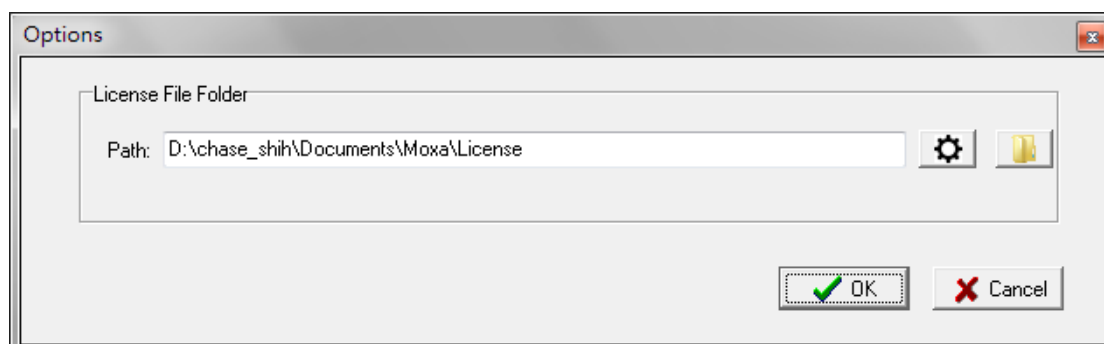 Options
License File Folder
Path: D:\chase_shih\Documents\Moxa\License
OK Cancel